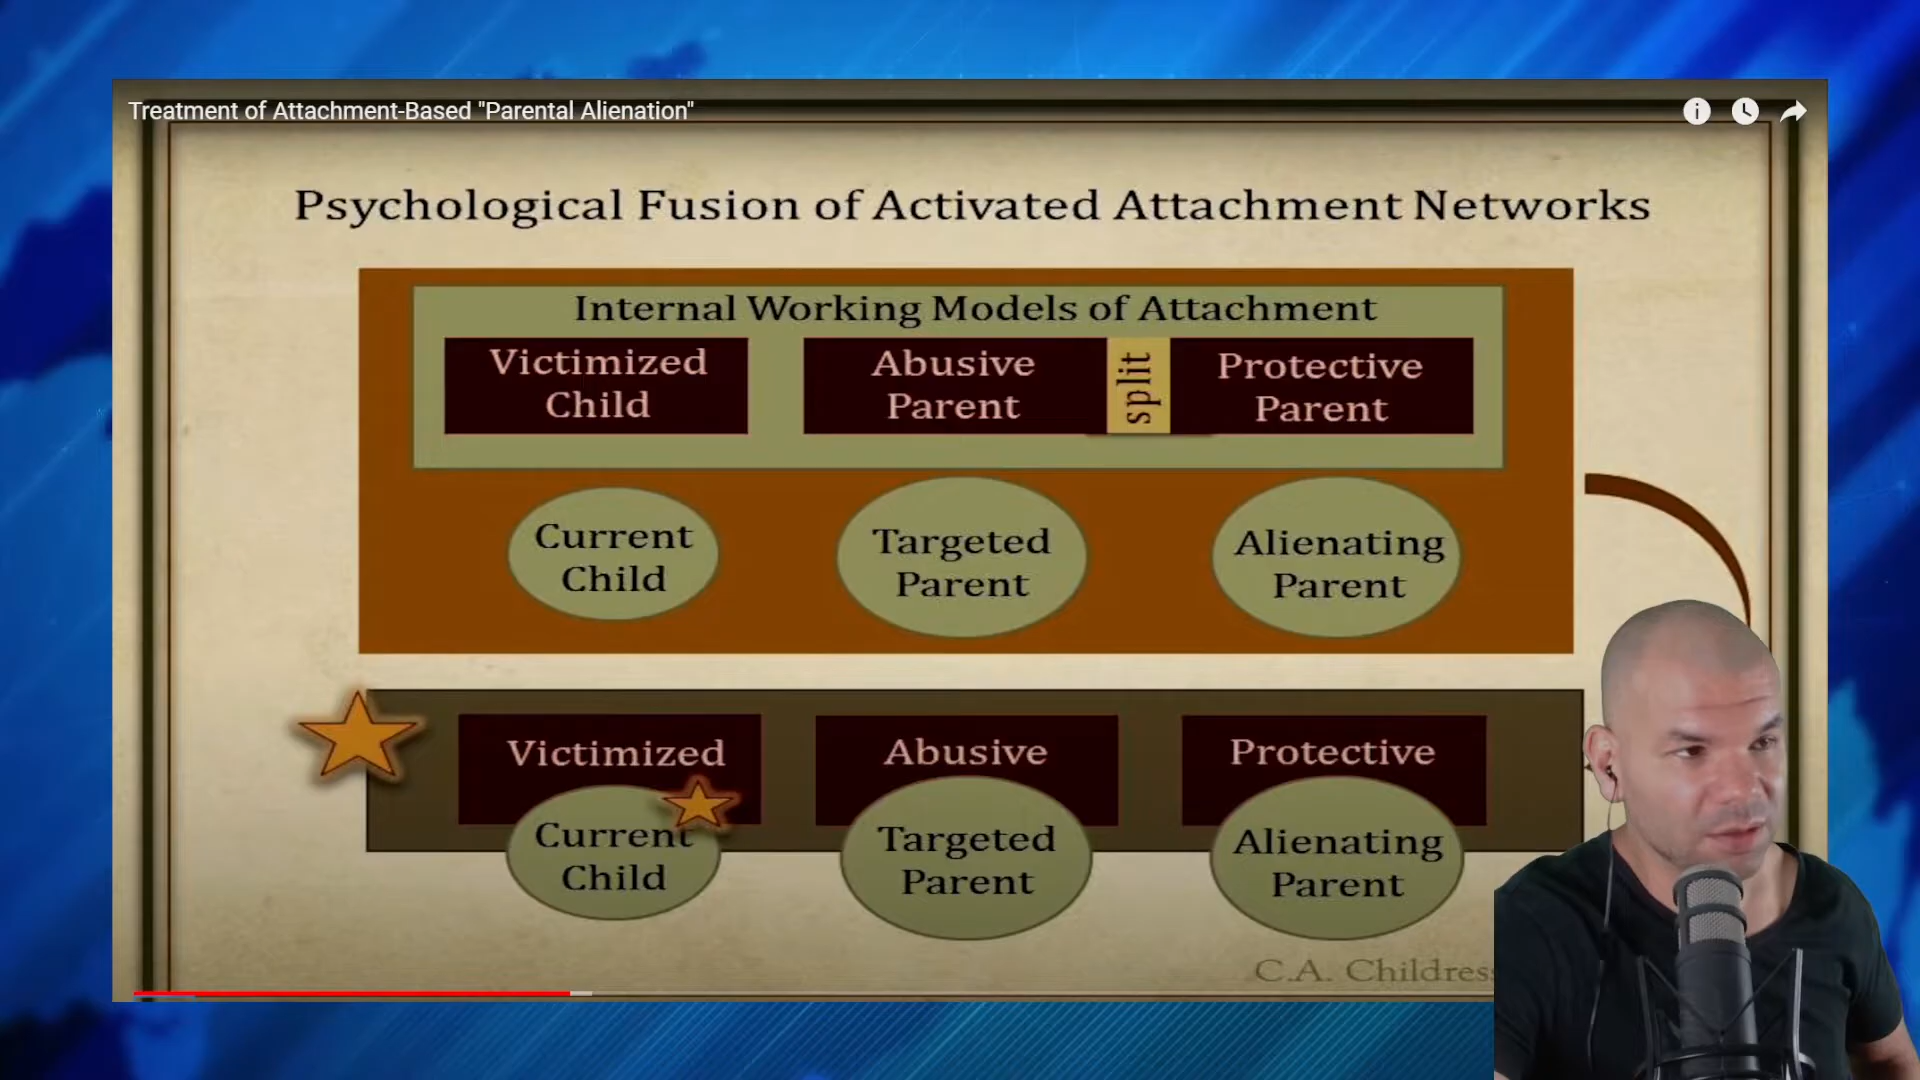 Treatment of Attachment-Based "Parental Alienation"
Psychological Fusion of Activated Attachment Networks
Internal Working Models of Attachment
Victimized
Child
Abusive
Parent
split
Protective
Parent
Current
Child
Targeted
Parent
Alienating
Parent
Victimized
Abusive
Protective
Current
Child
Targeted
Parent
Alienating
Parent
C.A. Childres